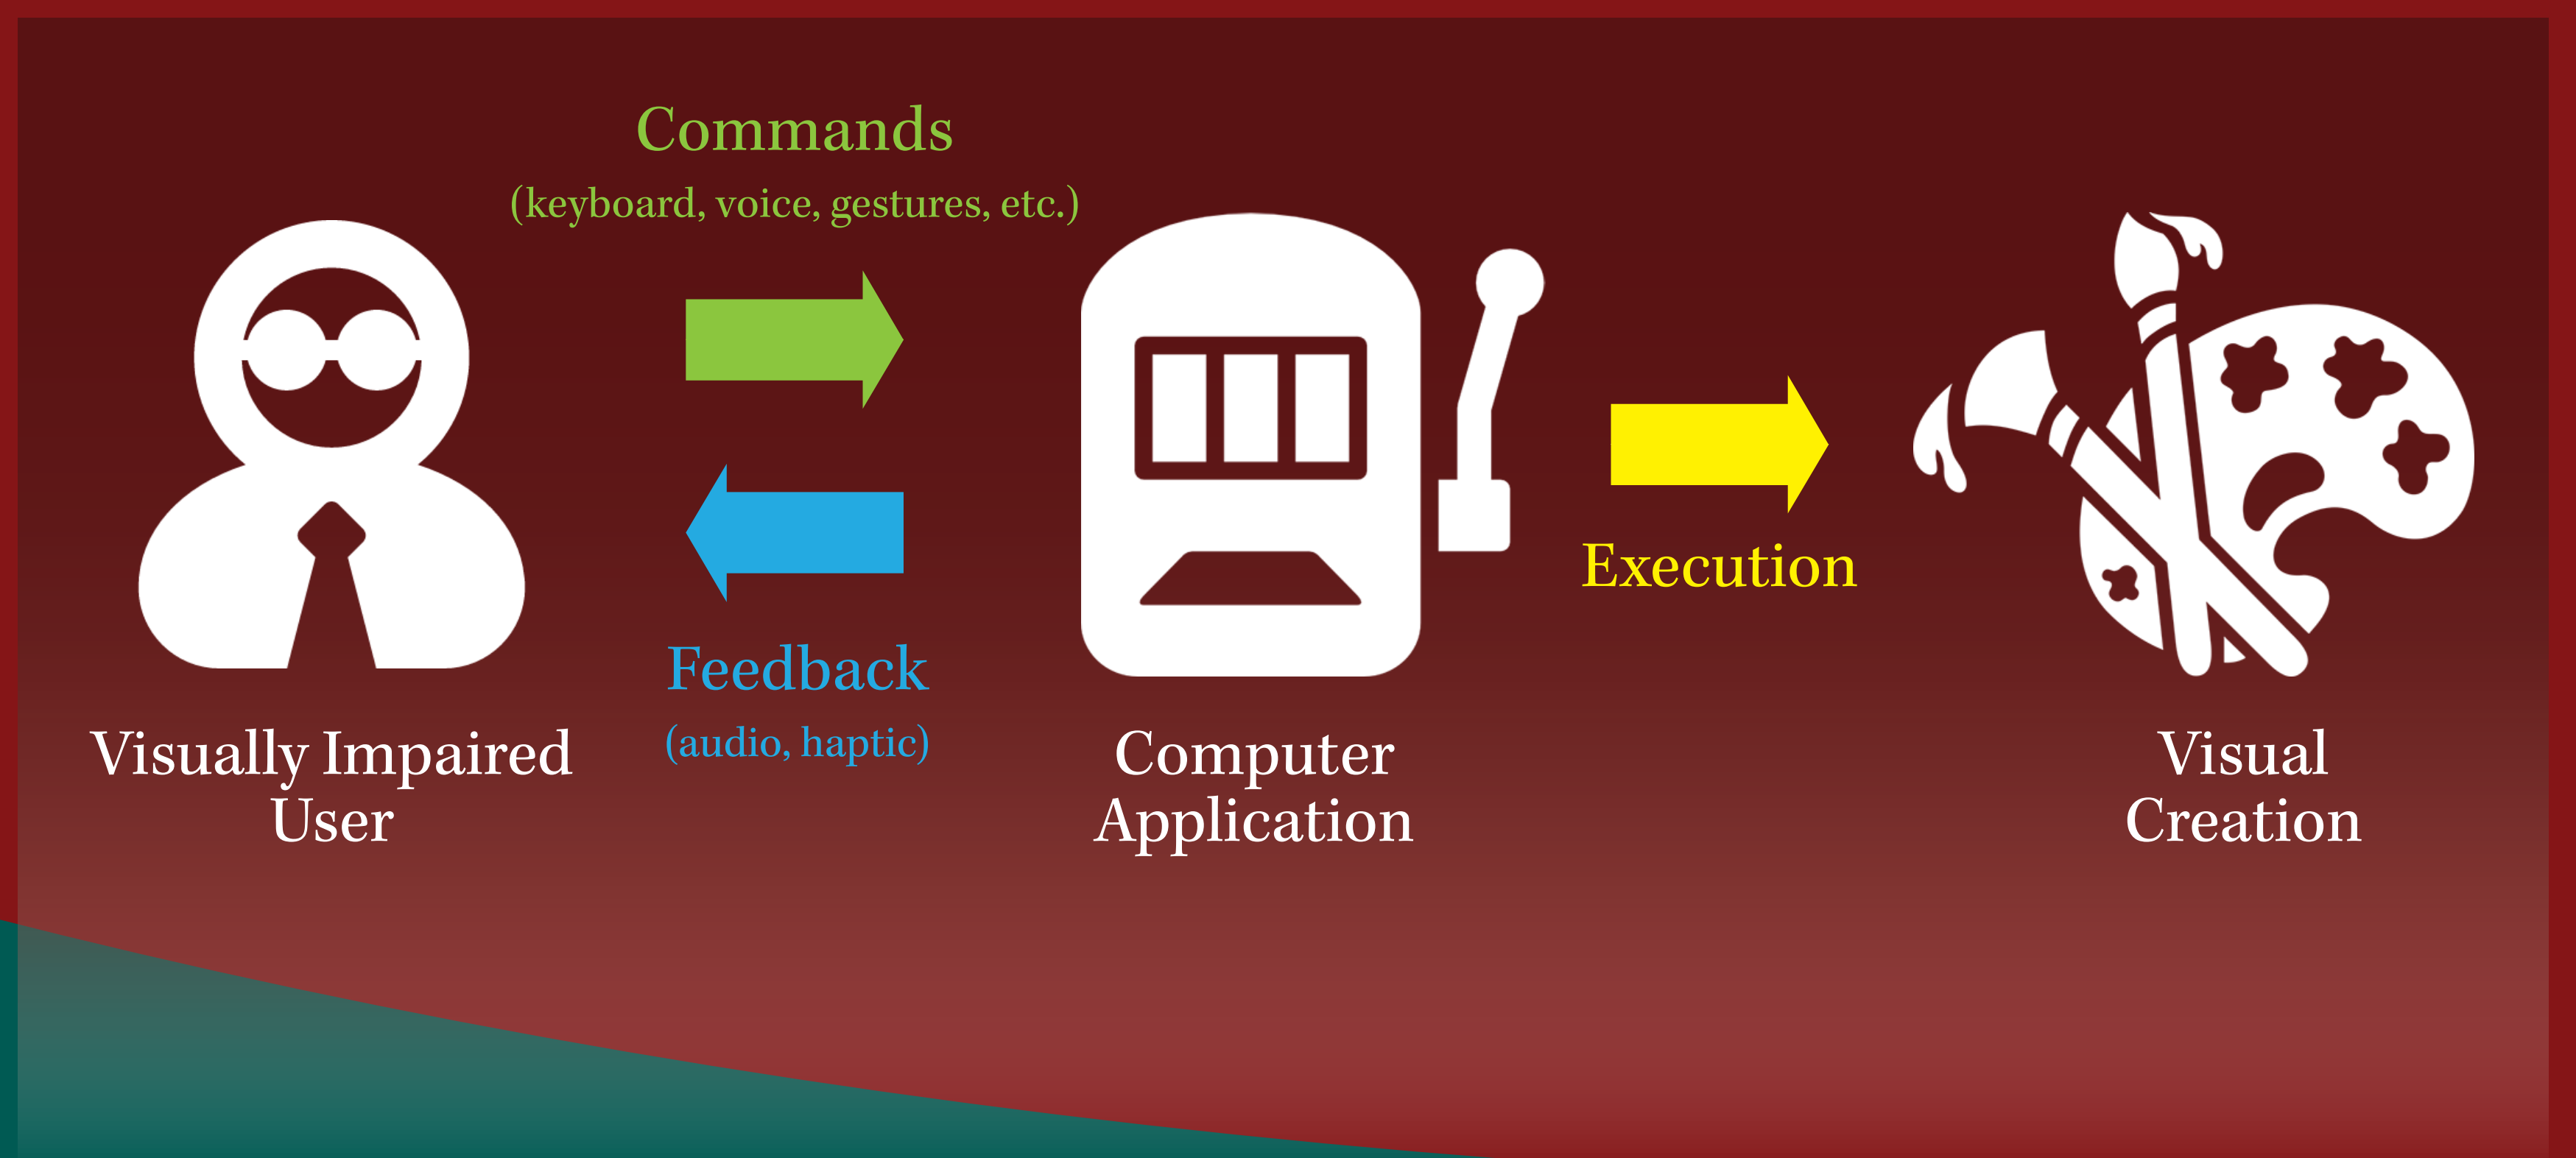 Commands
(keyboard, voice, gestures, etc.)
Execution
Feedback
(audio, haptic)
Visually Impaired
User
Computer
Application
Visual
Creation